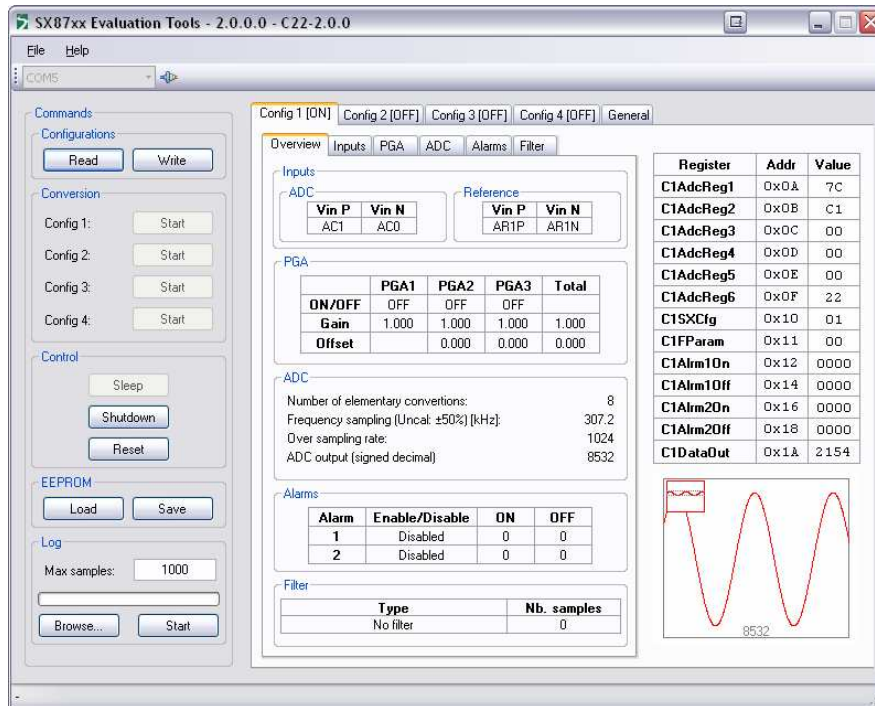 SX87xx Evaluation Tools - 2.0.0.0 - C22-2.0.0
File Help
COM5
Commands
Configurations
Read Write
Conversion
Config 1: Start
Config 2: Start
Config 3: Start
Config 4: Start
Control
Sleep
Shutdown
Reset
EEPROM
Load Save
Log
Max samples: 1000
Browse... Start
Config 1 [ON] Config 2 [OFF] Config 3 [OFF] Config 4 [OFF] General
Overview Inputs PGA ADC Alarms Filter
Inputs
ADC
Vin P Vin N
AC1 AC0
Reference
Vin P Vin N
AR1P AR1N
PGA
PGA1 PGA2 PGA3 Total
ON/OFF OFF OFF OFF
Gain 1.000 1.000 1.000 1.000
Offset 0.000 0.000 0.000
ADC
Number of elementary convertions: 8
Frequency sampling (Uncal: ±50%) [kHz]: 307.2
Over sampling rate: 1024
ADC output (signed decimal) 8532
Alarms
Alarm Enable/Disable ON OFF
1 Disabled 0 0
2 Disabled 0 0
Filter
Type Nb. samples
No filter 0
Register Addr Value
C1AdcReg1 0x0A 7C
C1AdcReg2 0x0B C1
C1AdcReg3 0x0C 00
C1AdcReg4 0x0D 00
C1AdcReg5 0x0E 00
C1AdcReg6 0x0F 22
C1SXCfg 0x10 01
C1FParam 0x11 00
C1Alrm1On 0x12 0000
C1Alrm1Off 0x14 0000
C1Alrm2On 0x16 0000
C1Alrm2Off 0x18 0000
C1DataOut 0x1A 2154
8532
-